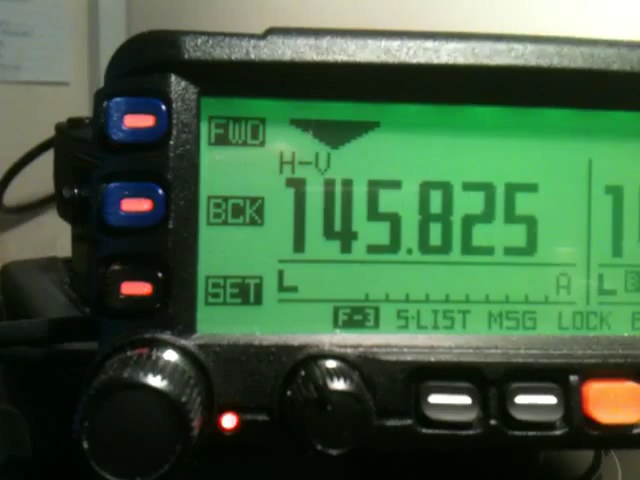 FWD
H-V
BCK 145.825
SET L A L
F-3 S·LIST MSG LOCK